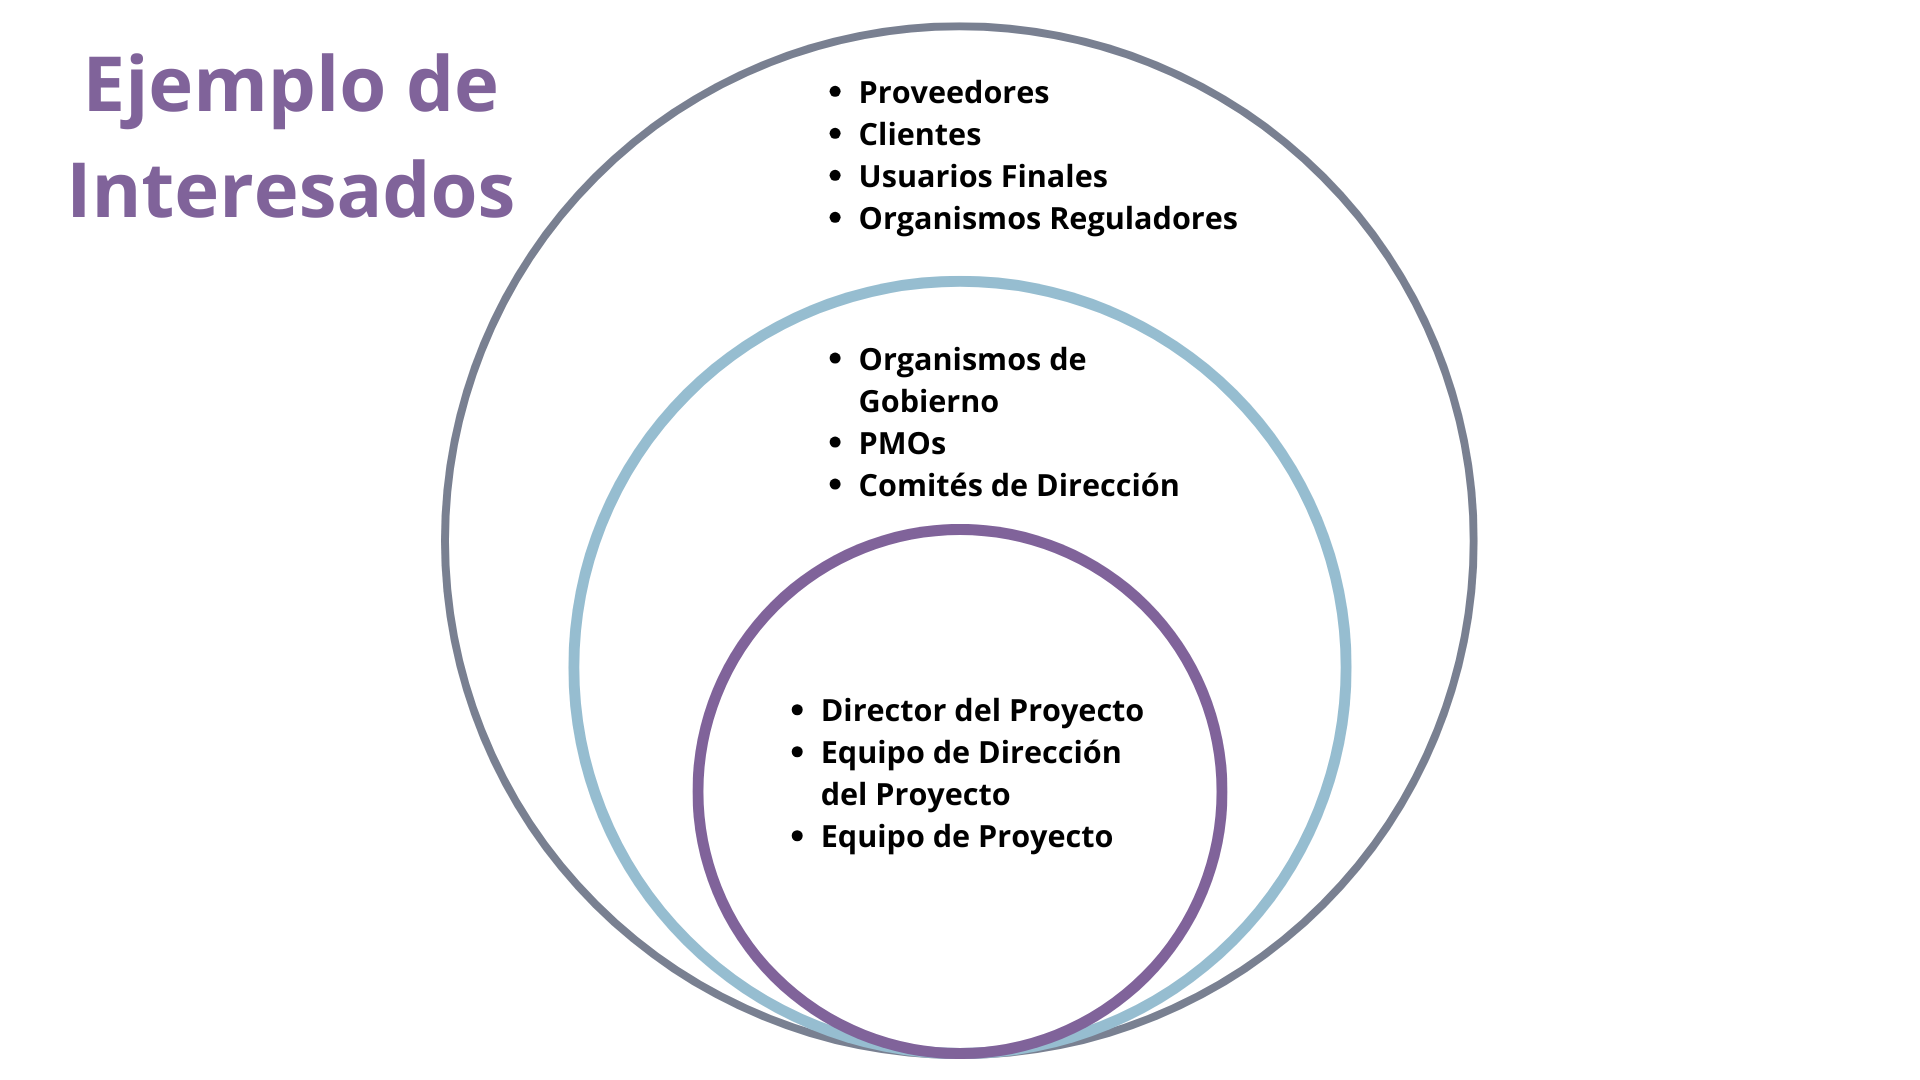 Ejemplo de
Interesados
• Proveedores
• Clientes
• Usuarios Finales
• Organismos Reguladores
• Organismos de
Gobierno
• PMOs
• Comités de Dirección
• Director del Proyecto
• Equipo de Dirección
del Proyecto
• Equipo de Proyecto